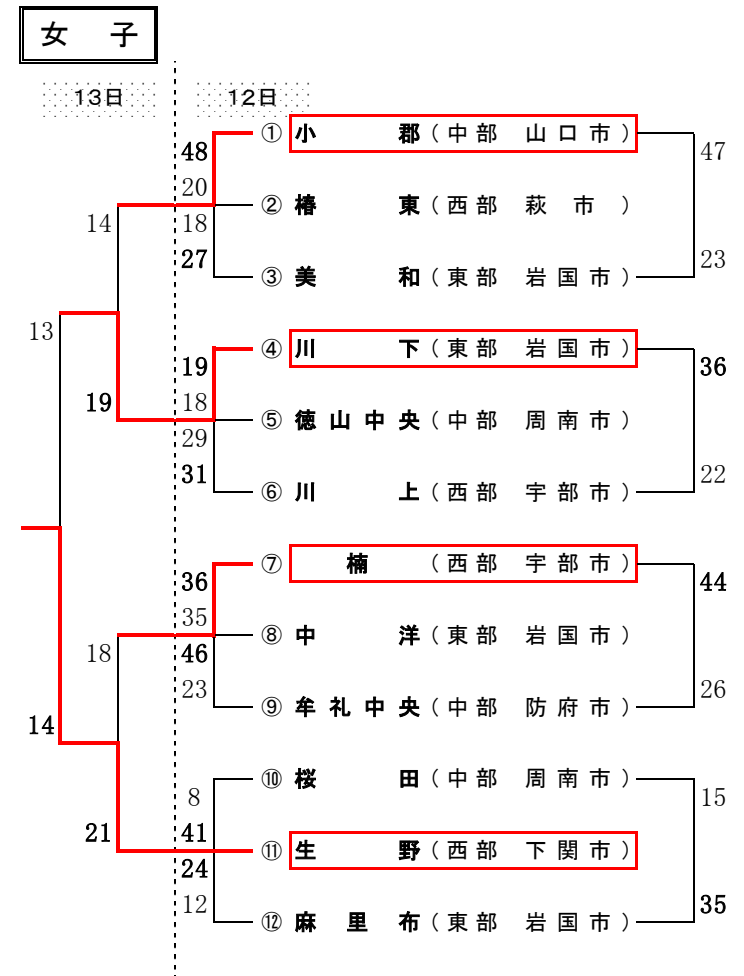 女 子
13日 12日
① 小 郡 (中部 山口市)
48
47
20
② 椿 東 (西部 萩 市 )
14
18
27
23
③ 美 和 (東部 岩国市)
13
④ 川 下 (東部 岩国市)
19
36
19
18
⑤ 徳山中央 (中部 周南市)
29
31
22
⑥ 川 上 (西部 宇部市)
⑦ 楠 (西部 宇部市)
36
44
35
⑧ 中 洋 (東部 岩国市)
18
46
23
26
⑨ 牟礼中央 (中部 防府市)
14
⑩ 桜 田 (中部 周南市)
8
15
21
41
⑪ 生 野 (西部 下関市)
24
12
35
⑫ 麻里布 (東部 岩国市)